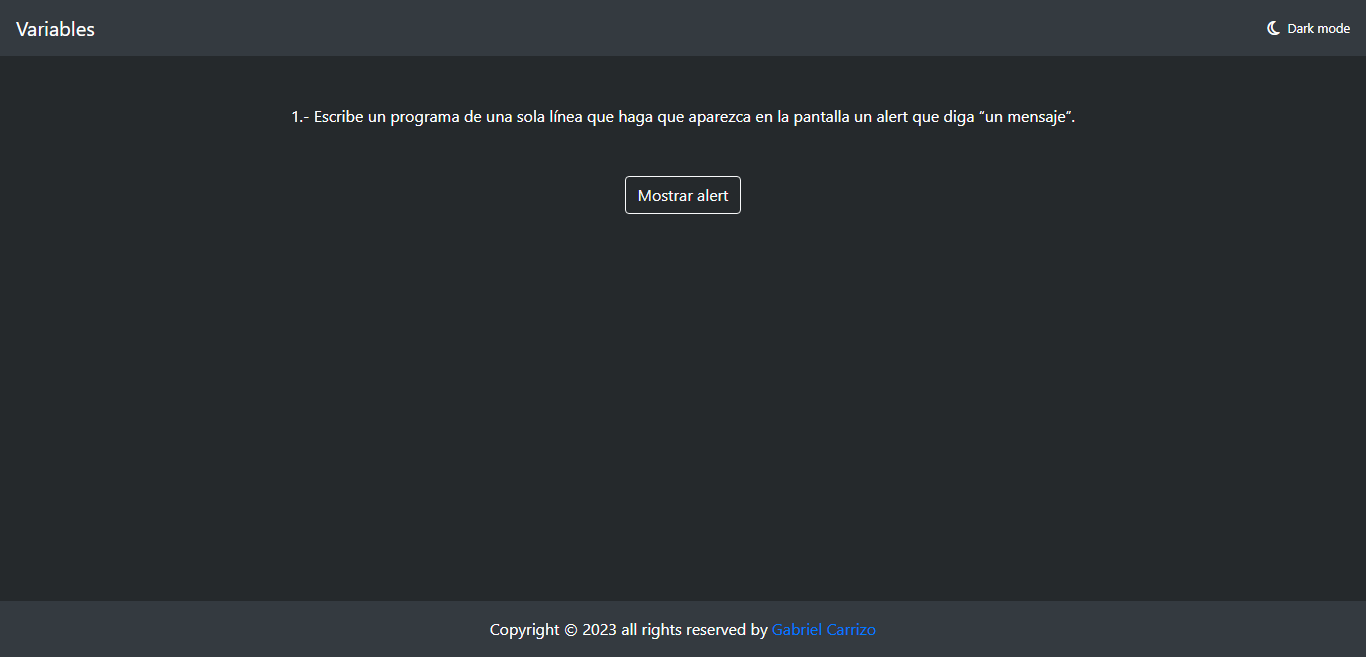 Variables
Dark mode
1.- Escribe un programa de una sola línea que haga que aparezca en la pantalla un alert que diga “un mensaje”.
Mostrar alert
Copyright © 2023 all rights reserved by Gabriel Carrizo